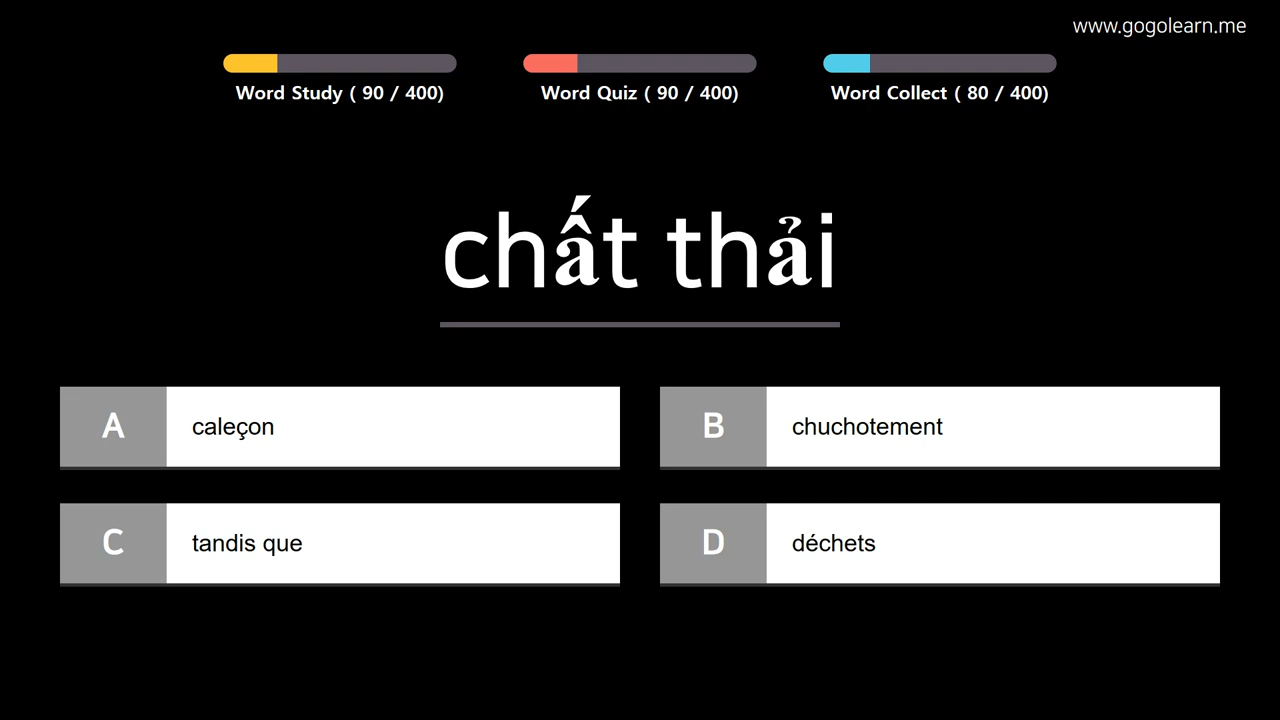 www.gogolearn.me
Word Study ( 90 / 400)
Word Quiz ( 90 / 400)
Word Collect ( 80 / 400)
chất thải
A caleçon
B chuchotement
C tandis que
D déchets